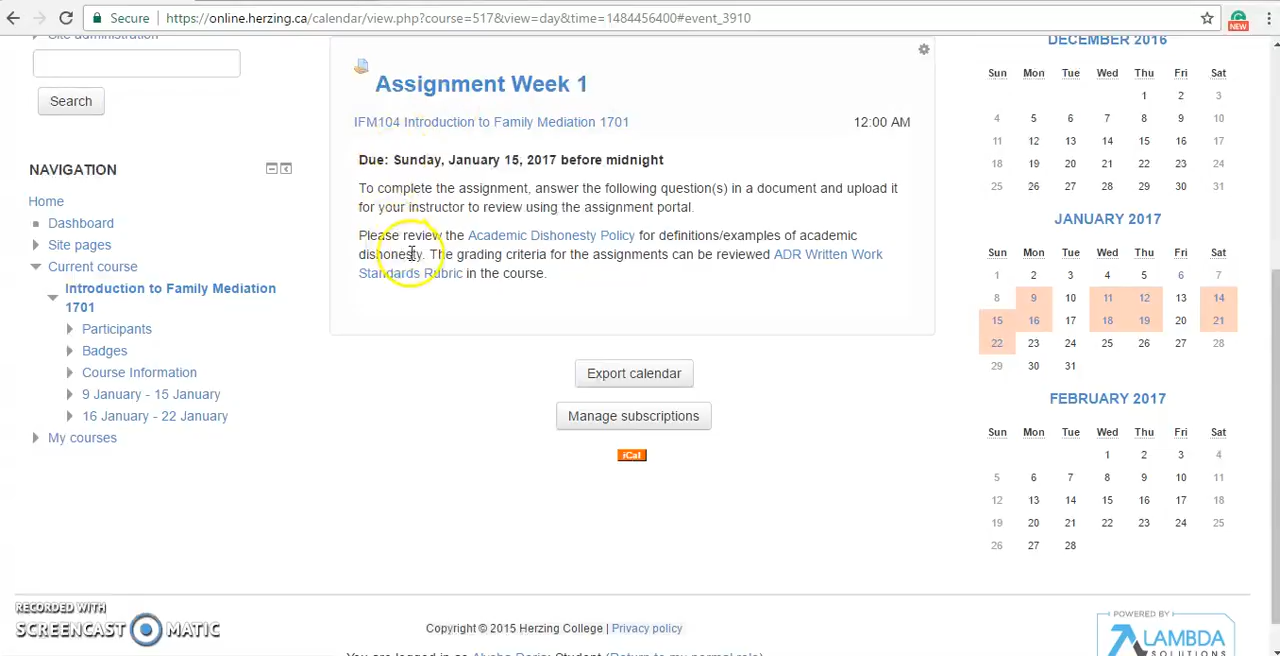 Secure
https://online.herzing.ca/calendar/view.php?course=517&view=day&time=1484456400#event_3910
NEW
Site administration
Search
NAVIGATION
Home
Dashboard
Site pages
Current course
Introduction to Family Mediation
1701
Participants
Badges
Course Information
9 January - 15 January
16 January - 22 January
My courses
Assignment Week 1
IFM104 Introduction to Family Mediation 1701 12:00 AM
Due: Sunday, January 15, 2017 before midnight
To complete the assignment, answer the following question(s) in a document and upload it
for your instructor to review using the assignment portal.
Please review the Academic Dishonesty Policy for definitions/examples of academic
dishonesty. The grading criteria for the assignments can be reviewed ADR Written Work
Standards Rubric in the course.
Export calendar
Manage subscriptions
iCal
DECEMBER 2016
Sun Mon Tue Wed Thu Fri Sat
1 2 3
4 5 6 7 8 9 10
11 12 13 14 15 16 17
18 19 20 21 22 23 24
25 26 27 28 29 30 31
JANUARY 2017
Sun Mon Tue Wed Thu Fri Sat
1 2 3 4 5 6 7
8 9 10 11 12 13 14
15 16 17 18 19 20 21
22 23 24 25 26 27 28
29 30 31
FEBRUARY 2017
Sun Mon Tue Wed Thu Fri Sat
1 2 3 4
5 6 7 8 9 10 11
12 13 14 15 16 17 18
19 20 21 22 23 24 25
26 27 28
RECORDED WITH
SCREENCAST MATIC
Copyright © 2015 Herzing College | Privacy policy
POWERED BY
LAMBDA
SOLUTIONS